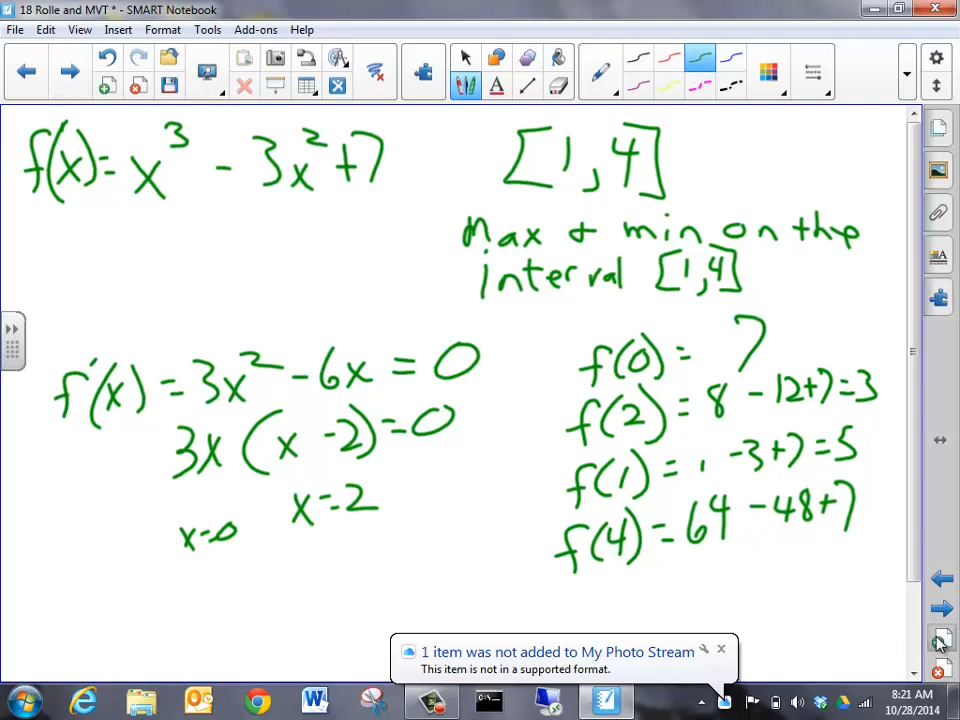 18 Rolle and MVT * - SMART Notebook
File Edit View Insert Format Tools Add-ons Help
f(x)= x³ - 3x² +7
[1,4]
Max & min on the
interval [1,4]
f'(x) = 3x² - 6x = 0
3x (x - 2) = 0
x=0
x=2
f(0) = 7
f(2) = 8 - 12+7=3
f(1) = 1 -3+7=5
f(4) = 64 -48+7
1 item was not added to My Photo Stream
This item is not in a supported format.
8:21 AM
10/28/2014